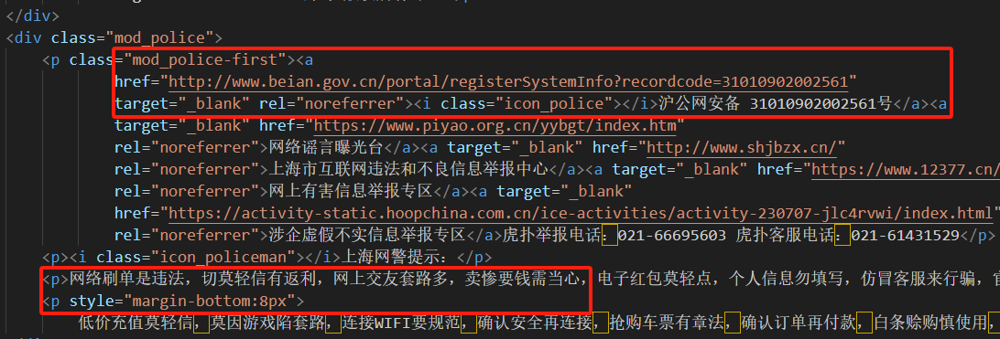 </div>
<div class="mod_police">
<p class="mod_police-first"><a
href="http://www.beian.gov.cn/portal/registerSystemInfo?recordcode=31010902002561"
target="_blank" rel="noreferrer"><i class="icon_police"></i>沪公网安备 31010902002561号</a><a
target="_blank" href="https://www.piyao.org.cn/yybgt/index.htm"
rel="noreferrer">网络谣言曝光台</a><a target="_blank" href="http://www.shjbzx.cn/"
rel="noreferrer">上海市互联网违法和不良信息举报中心</a><a target="_blank" href="https://www.12377.cn/
rel="noreferrer">网上有害信息举报专区</a><a target="_blank"
href="https://activity-static.hoopchina.com.cn/ice-activities/activity-230707-jlc4rvwi/index.html"
rel="noreferrer">涉企虚假不实信息举报专区</a>虎扑举报电话：021-66695603 虎扑客服电话：021-61431529</p>
<p><i class="icon_policeman"></i>上海网警提示：</p>
<p>网络刷单是违法，切莫轻信有返利，网上交友套路多，卖惨要钱需当心，电子红包莫轻点，个人信息勿填写，仿冒客服来行骗，
<p style="margin-bottom:8px">
低价充值莫轻信，莫因游戏陷套路，连接WIFI要规范，确认安全再连接，抢购车票有章法，确认订单再付款，白条赊购慎使用，